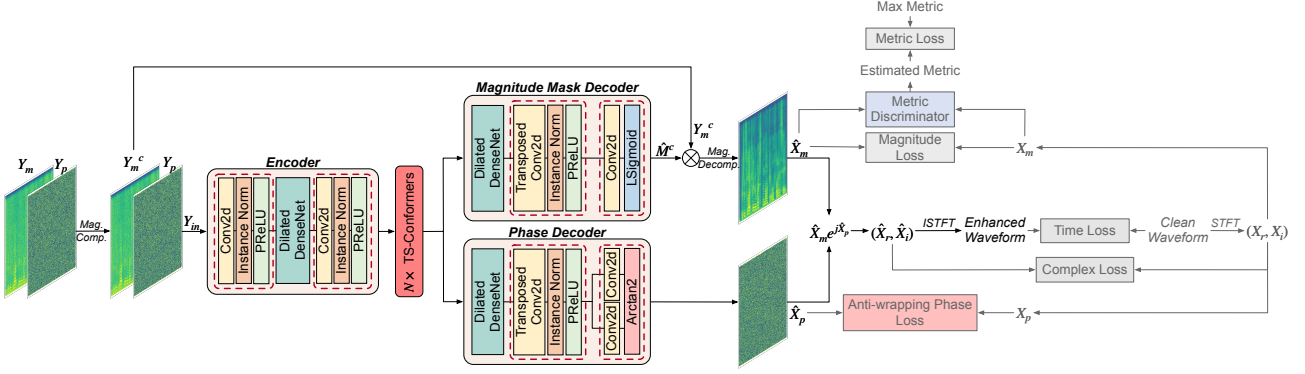 Max Metric
Metric Loss
Estimated Metric
Metric
Discriminator
Magnitude
Loss
X_m
Magnitude Mask Decoder
Dilated
DenseNet
Transposed
Conv2d
Instance Norm
PReLU
Conv2d
LSigmoid
M̂^c
Y_m^c
Mag.
Decomp.
X̂_m
Y_m
Y_p
Mag.
Comp.
Y_m^c
Y_p
Y_in
Encoder
Conv2d
Instance Norm
PReLU
Dilated
DenseNet
Conv2d
Instance Norm
PReLU
N × TS-Conformers
Phase Decoder
Dilated
DenseNet
Transposed
Conv2d
Instance Norm
PReLU
Conv2d
Conv2d
Arctan2
X̂_p
X̂_m e^{jX̂_p}
(X̂_r, X̂_i)
ISTFT
Enhanced
Waveform
Time Loss
Clean
Waveform
STFT
(X_r, X_i)
Complex Loss
Anti-wrapping Phase
Loss
X_p